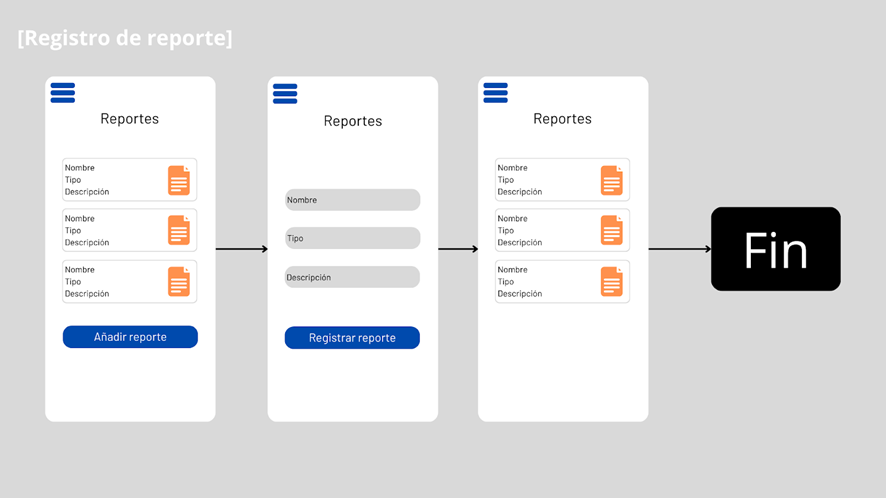 [Registro de reporte]
Reportes
Nombre
Tipo
Descripción
Nombre
Tipo
Descripción
Nombre
Tipo
Descripción
Añadir reporte
Reportes
Nombre
Tipo
Descripción
Registrar reporte
Reportes
Nombre
Tipo
Descripción
Nombre
Tipo
Descripción
Nombre
Tipo
Descripción
Fin